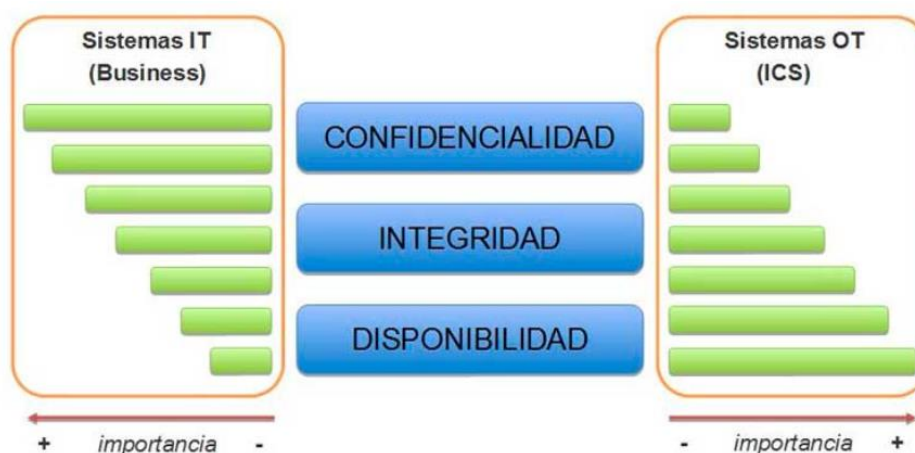 Sistemas IT
(Business)
Sistemas OT
(ICS)
CONFIDENCIALIDAD
INTEGRIDAD
DISPONIBILIDAD
+ importancia -
- importancia +